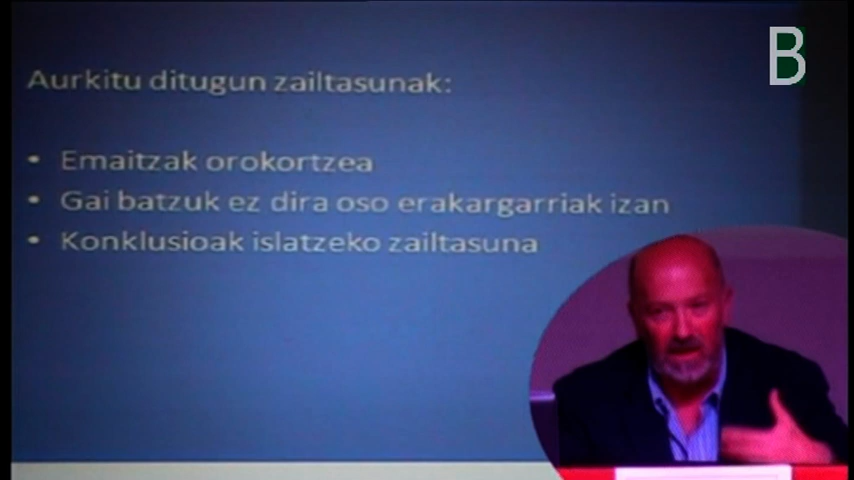 B
Aurkitu ditugun zailtasunak:
• Emaitzak orokortzea
• Gai batzuk ez dira oso erakargarriak izan
• Konklusioak islatzeko zailtasuna